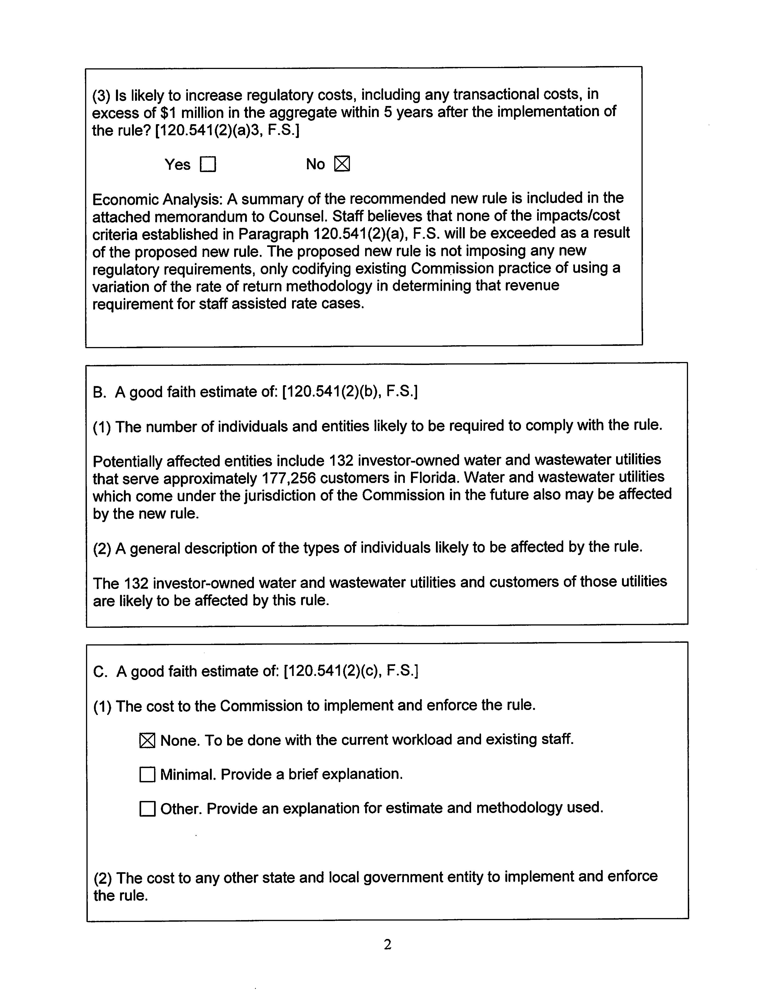 (3) Is likely to increase regulatory costs, including any transactional costs, in
excess of $1 million in the aggregate within 5 years after the implementation of
the rule? [120.541(2)(a)3, F.S.]
Yes ☐ No ☒
Economic Analysis: A summary of the recommended new rule is included in the
attached memorandum to Counsel. Staff believes that none of the impacts/cost
criteria established in Paragraph 120.541(2)(a), F.S. will be exceeded as a result
of the proposed new rule. The proposed new rule is not imposing any new
regulatory requirements, only codifying existing Commission practice of using a
variation of the rate of return methodology in determining that revenue
requirement for staff assisted rate cases.
B. A good faith estimate of: [120.541(2)(b), F.S.]
(1) The number of individuals and entities likely to be required to comply with the rule.
Potentially affected entities include 132 investor-owned water and wastewater utilities
that serve approximately 177,256 customers in Florida. Water and wastewater utilities
which come under the jurisdiction of the Commission in the future also may be affected
by the new rule.
(2) A general description of the types of individuals likely to be affected by the rule.
The 132 investor-owned water and wastewater utilities and customers of those utilities
are likely to be affected by this rule.
C. A good faith estimate of: [120.541(2)(c), F.S.]
(1) The cost to the Commission to implement and enforce the rule.
☒ None. To be done with the current workload and existing staff.
☐ Minimal. Provide a brief explanation.
☐ Other. Provide an explanation for estimate and methodology used.
(2) The cost to any other state and local government entity to implement and enforce
the rule.
2